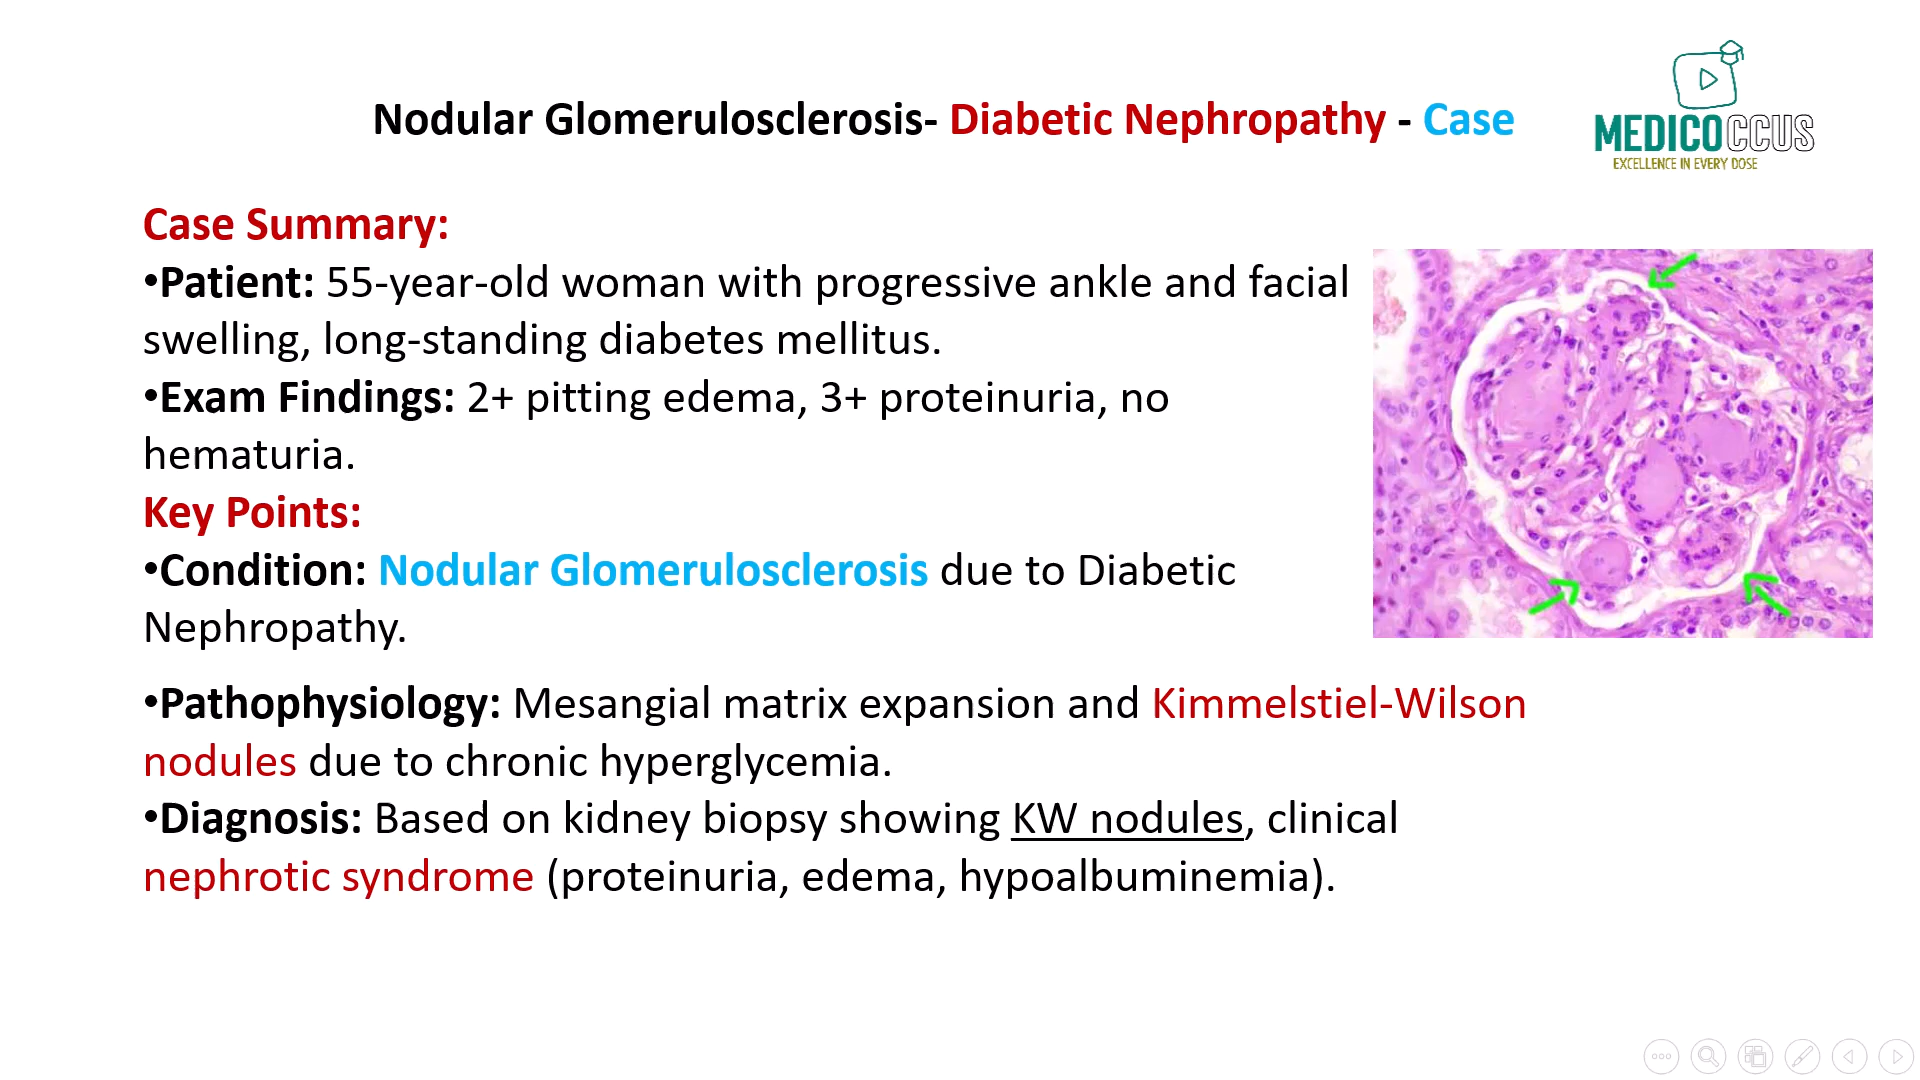 Nodular Glomerulosclerosis- Diabetic Nephropathy - Case
MEDICOCCUS
EXCELLENCE IN EVERY DOSE
Case Summary:
•Patient: 55-year-old woman with progressive ankle and facial
swelling, long-standing diabetes mellitus.
•Exam Findings: 2+ pitting edema, 3+ proteinuria, no
hematuria.
Key Points:
•Condition: Nodular Glomerulosclerosis due to Diabetic
Nephropathy.
•Pathophysiology: Mesangial matrix expansion and Kimmelstiel-Wilson
nodules due to chronic hyperglycemia.
•Diagnosis: Based on kidney biopsy showing KW nodules, clinical
nephrotic syndrome (proteinuria, edema, hypoalbuminemia).